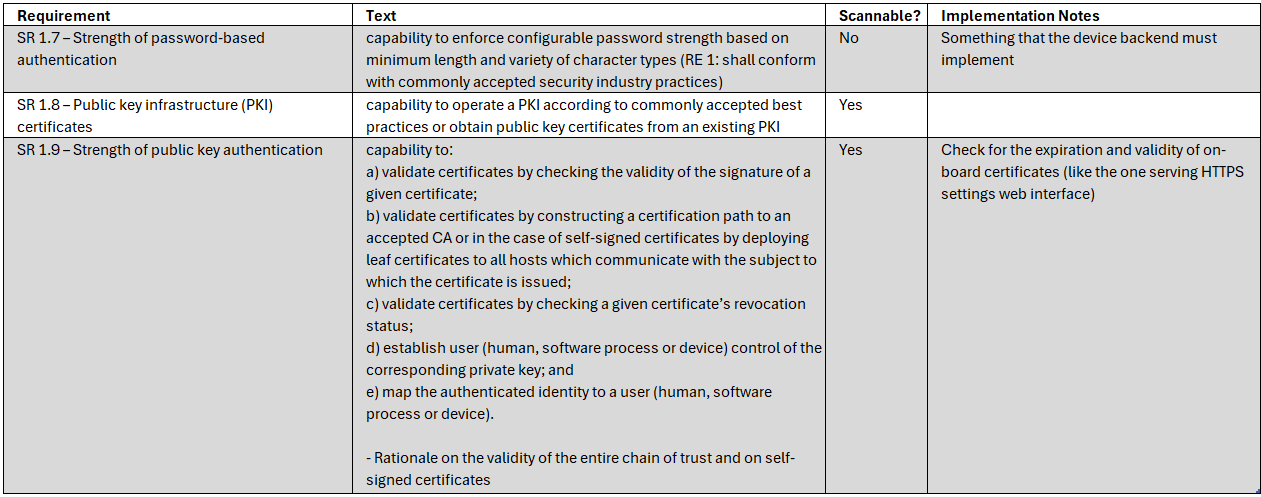 Requirement
Text
Scannable?
Implementation Notes
SR 1.7 – Strength of password-based
authentication
capability to enforce configurable password strength based on
minimum length and variety of character types (RE 1: shall conform
with commonly accepted security industry practices)
No
Something that the device backend must
implement
SR 1.8 – Public key infrastructure (PKI)
certificates
capability to operate a PKI according to commonly accepted best
practices or obtain public key certificates from an existing PKI
Yes
SR 1.9 – Strength of public key authentication
capability to:
a) validate certificates by checking the validity of the signature of a
given certificate;
b) validate certificates by constructing a certification path to an
accepted CA or in the case of self-signed certificates by deploying
leaf certificates to all hosts which communicate with the subject to
which the certificate is issued;
c) validate certificates by checking a given certificate’s revocation
status;
d) establish user (human, software process or device) control of the
corresponding private key; and
e) map the authenticated identity to a user (human, software
process or device).
- Rationale on the validity of the entire chain of trust and on self-
signed certificates
Yes
Check for the expiration and validity of on-
board certificates (like the one serving HTTPS
settings web interface)